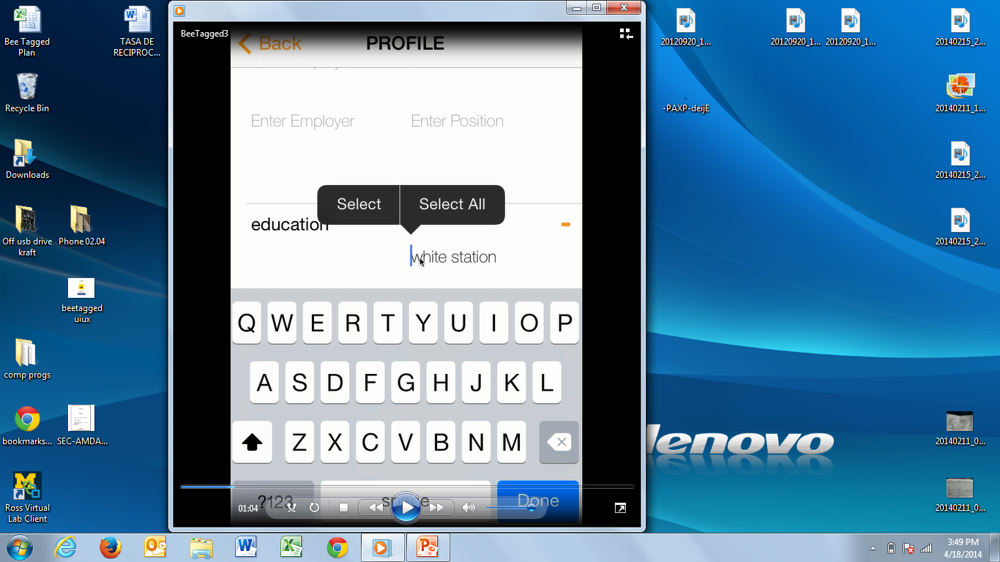 Bee Tagged
Plan
TASA DE
RECIPROC...
Recycle Bin
Downloads
Off usb drive
kraft
Phone 02.04
beetagged
uiux
comp progs
bookmarks...
SEC-AMDA...
Ross Virtual
Lab Client
BeeTagged3
Back
PROFILE
Enter Employer
Enter Position
Select
Select All
education
white station
Q W E R T Y U I O P
A S D F G H J K L
Z X C V B N M
?123
space
Done
01:04
20120920_1...
20120920_1...
20120920_1...
20140215_2...
-PAXP-deijE
20140211_1...
20140215_2...
20140215_2...
lenovo
20140211_0...
20140211_0...
3:49 PM
4/18/2014